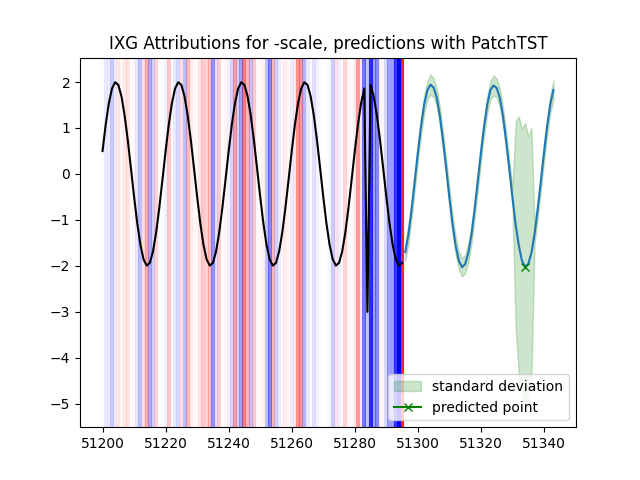 IXG Attributions for -scale, predictions with PatchTST
2
1
0
−1
−2
−3
−4
−5
standard deviation
predicted point
51200 51220 51240 51260 51280 51300 51320 51340